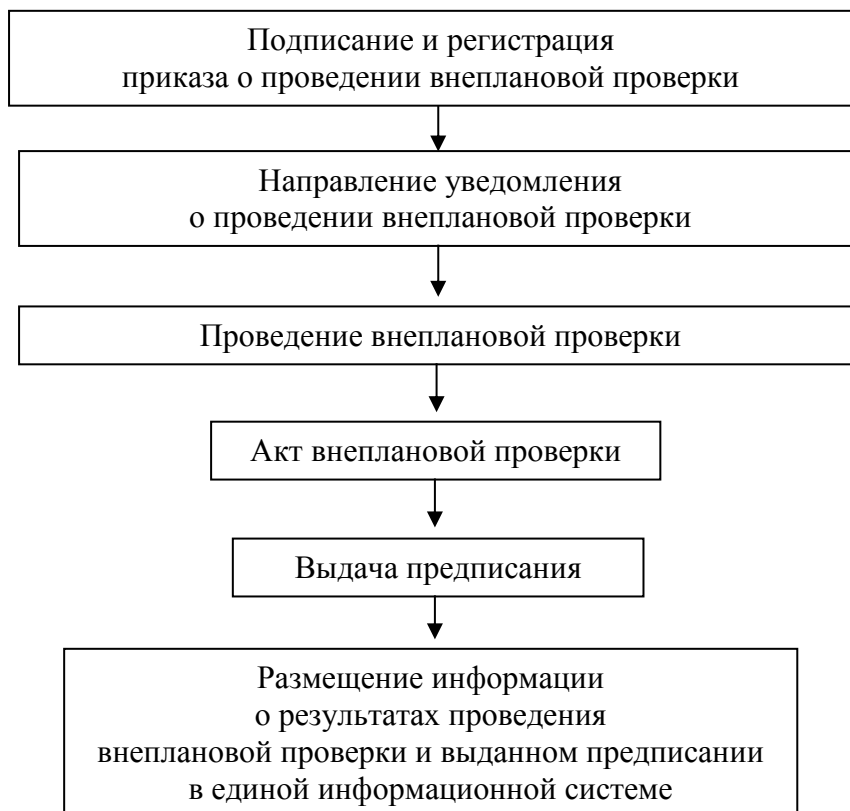 Подписание и регистрация
приказа о проведении внеплановой проверки
Направление уведомления
о проведении внеплановой проверки
Проведение внеплановой проверки
Акт внеплановой проверки
Выдача предписания
Размещение информации
о результатах проведения
внеплановой проверки и выданном предписании
в единой информационной системе